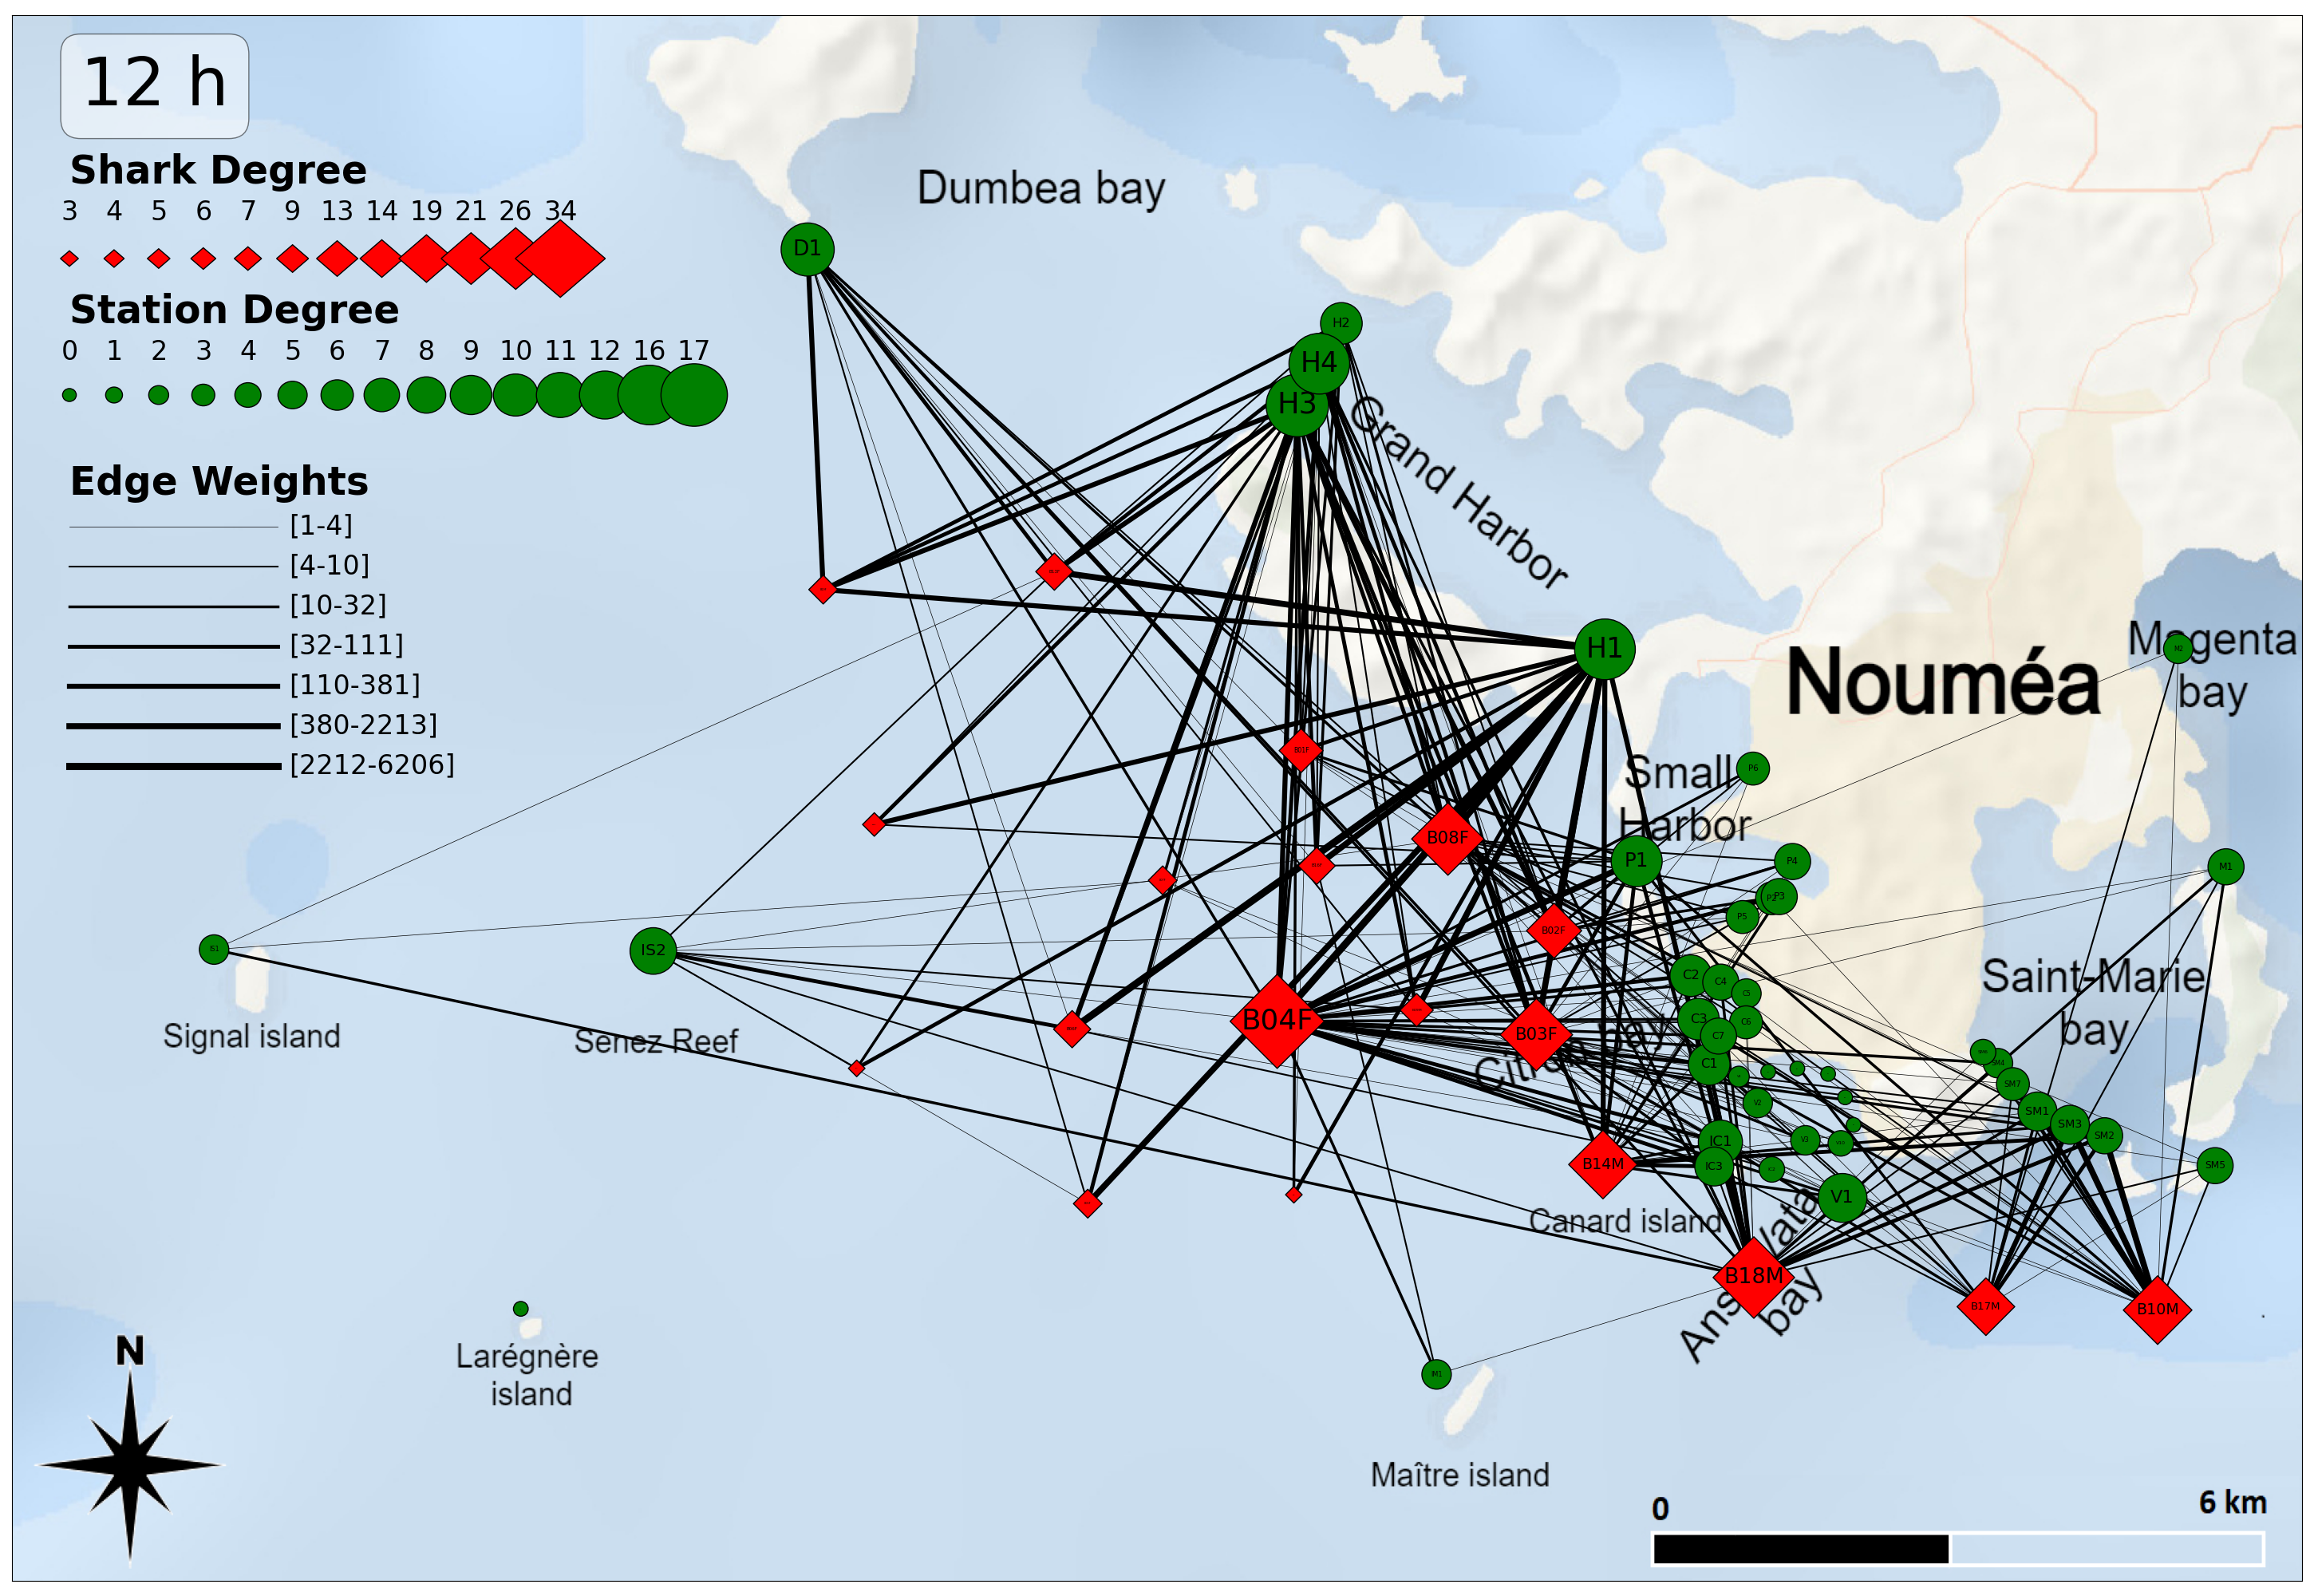 12 h
Shark Degree
3 4 5 6 7 9 13 14 19 21 26 34
Station Degree
0 1 2 3 4 5 6 7 8 9 10 11 12 16 17
Edge Weights
[1-4]
[4-10]
[10-32]
[32-111]
[110-381]
[380-2213]
[2212-6206]
Dumbea bay
D1
H2
H4
H3
Grand Harbor
H1
Nouméa
Magenta
bay
M2
Small
Harbor
P6
B01F
B08F
P1
P4
P2
P3
P5
M1
B02F
IS1
IS2
Signal island
Senez Reef
C2
C4
C5
C3
C6
C7
C1
Saint-Marie
bay
B04F
B03F
Citron bay
SM4
SM7
SM1
SM3
SM2
SM5
V2
V3
IC1
IC3
V1
B14M
Canard island
B18M
Anse Vata
bay
B17M
B10M
IM1
Larégnère
island
Maître island
N
0
6 km